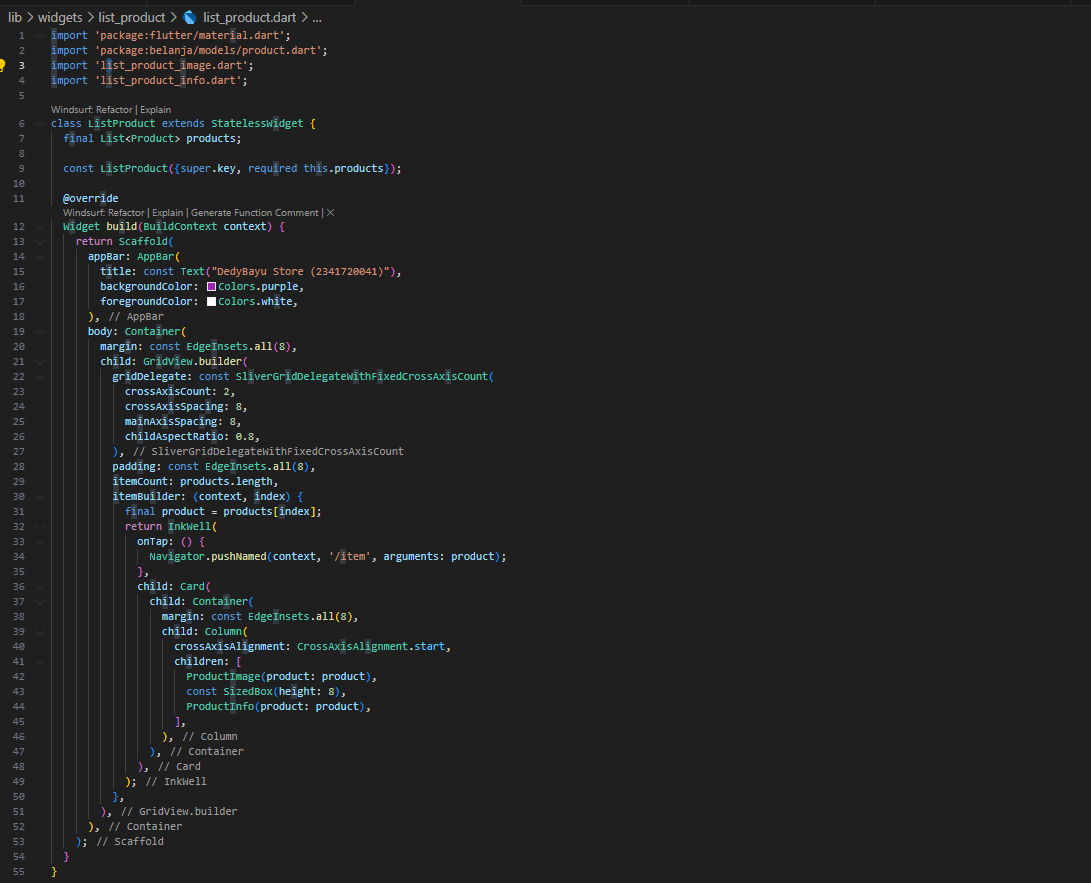 lib > widgets > list_product > list_product.dart > ...
1 import 'package:flutter/material.dart';
2 import 'package:belanja/models/product.dart';
3 import 'list_product_image.dart';
4 import 'list_product_info.dart';
5
Windsurf: Refactor | Explain
6 class ListProduct extends StatelessWidget {
7 final List<Product> products;
8
9 const ListProduct({super.key, required this.products});
10
11 @override
Windsurf: Refactor | Explain | Generate Function Comment | X
12 Widget build(BuildContext context) {
13 return Scaffold(
14 appBar: AppBar(
15 title: const Text("DedyBayu Store (2341720041)"),
16 backgroundColor: Colors.purple,
17 foregroundColor: Colors.white,
18 ), // AppBar
19 body: Container(
20 margin: const EdgeInsets.all(8),
21 child: GridView.builder(
22 gridDelegate: const SliverGridDelegateWithFixedCrossAxisCount(
23 crossAxisCount: 2,
24 crossAxisSpacing: 8,
25 mainAxisSpacing: 8,
26 childAspectRatio: 0.8,
27 ), // SliverGridDelegateWithFixedCrossAxisCount
28 padding: const EdgeInsets.all(8),
29 itemCount: products.length,
30 itemBuilder: (context, index) {
31 final product = products[index];
32 return InkWell(
33 onTap: () {
34 Navigator.pushNamed(context, '/item', arguments: product);
35 },
36 child: Card(
37 child: Container(
38 margin: const EdgeInsets.all(8),
39 child: Column(
40 crossAxisAlignment: CrossAxisAlignment.start,
41 children: [
42 ProductImage(product: product),
43 const SizedBox(height: 8),
44 ProductInfo(product: product),
45 ],
46 ), // Column
47 ), // Container
48 ), // Card
49 ); // InkWell
50 },
51 ), // GridView.builder
52 ), // Container
53 ); // Scaffold
54 }
55 }